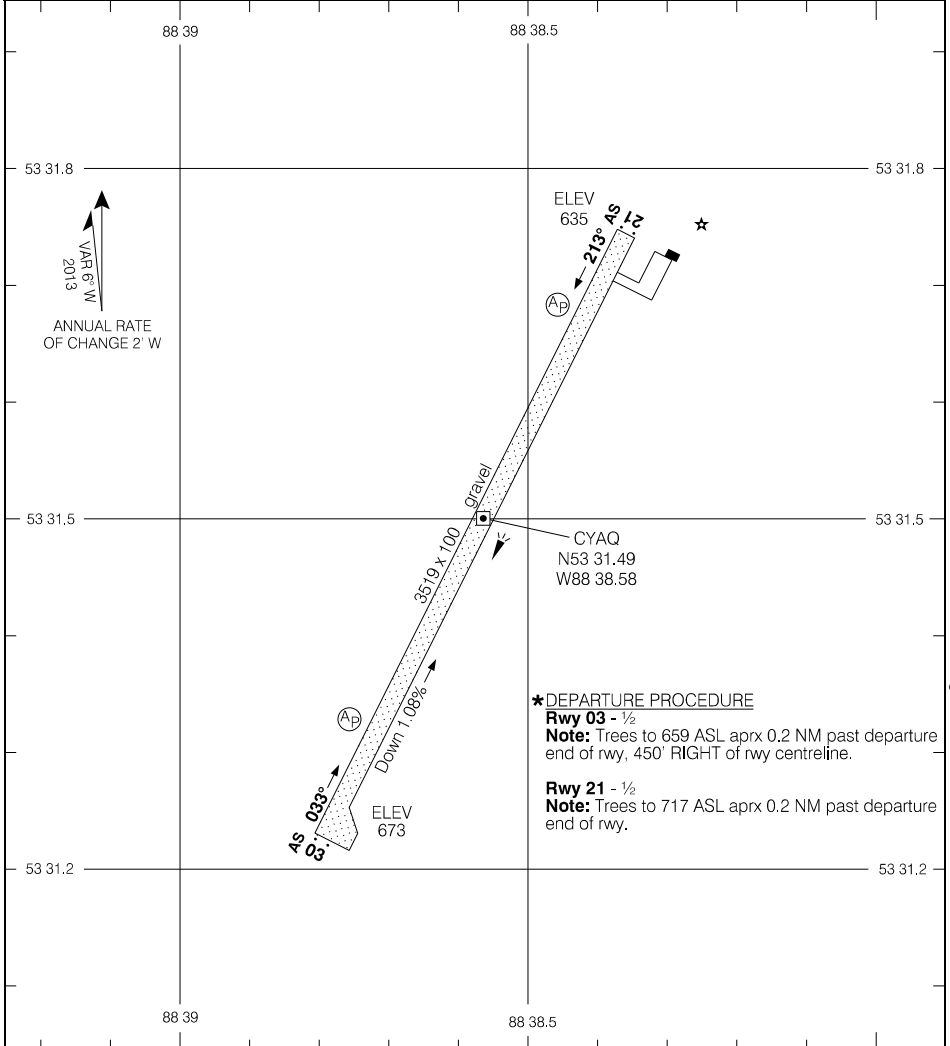 88 39
88 38.5
53 31.8
53 31.8
ELEV
635
AS
21
213°
VAR 6° W
2013
ANNUAL RATE
OF CHANGE 2' W
AP
gravel
3519 x 100
53 31.5
53 31.5
CYAQ
N53 31.49
W88 38.58
AP
Down 1.08%
033°
AS
03
ELEV
673
*DEPARTURE PROCEDURE
Rwy 03 - ½
Note: Trees to 659 ASL aprx 0.2 NM past departure
end of rwy, 450' RIGHT of rwy centreline.
Rwy 21 - ½
Note: Trees to 717 ASL aprx 0.2 NM past departure
end of rwy.
53 31.2
53 31.2
88 39
88 38.5